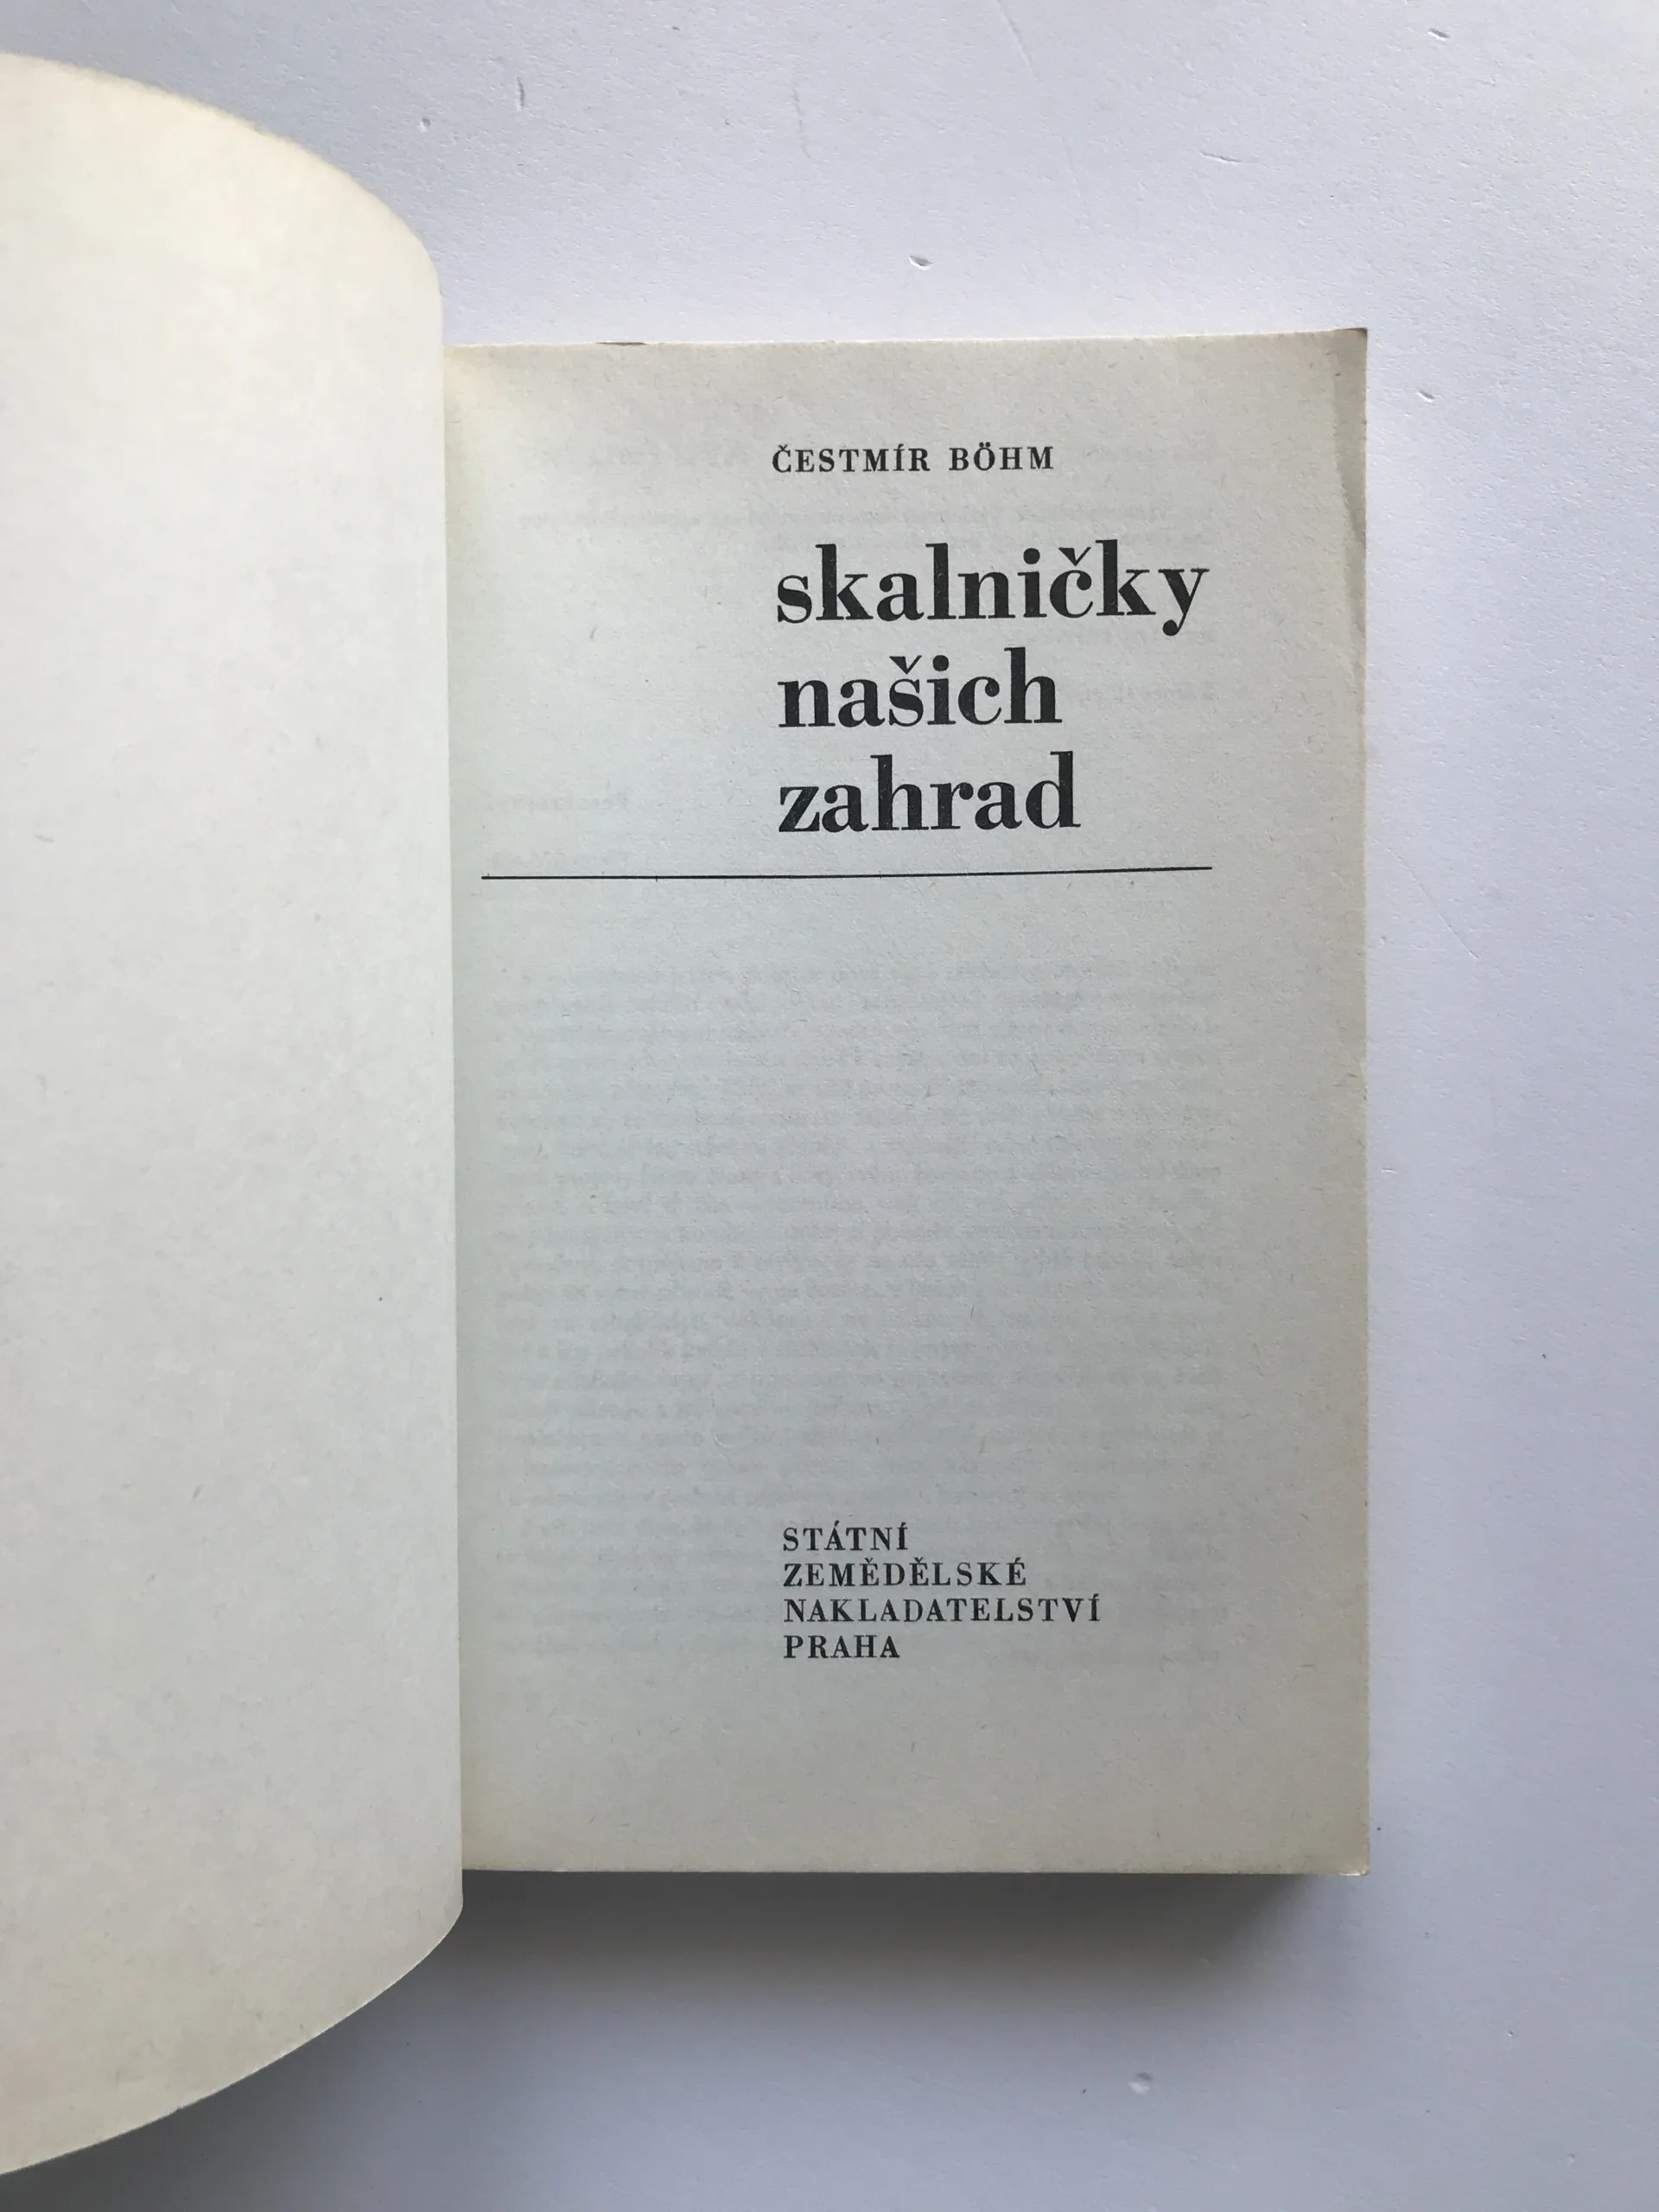 ČESTMÍR BÖHM
skalničky
našich
zahrad
STÁTNÍ
ZEMĚDĚLSKÉ
NAKLADATELSTVÍ
PRAHA